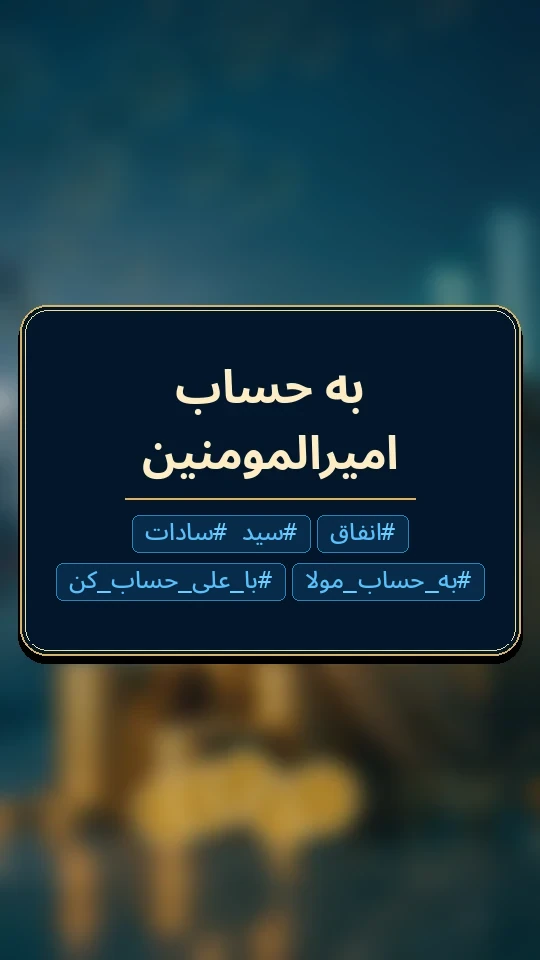 به حساب
امیرالمومنین
#انفاق #سید #سادات
#به_حساب_مولا #با_علی_حساب_کن